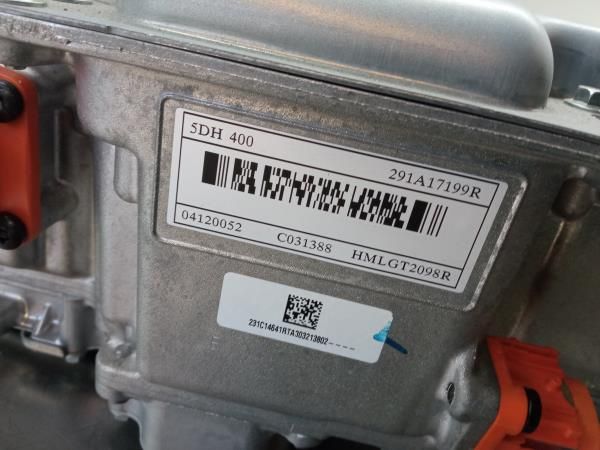 5DH 400
291A17199R
04120052 C031388 HMLGT2098R
231C14641RTA303213802----